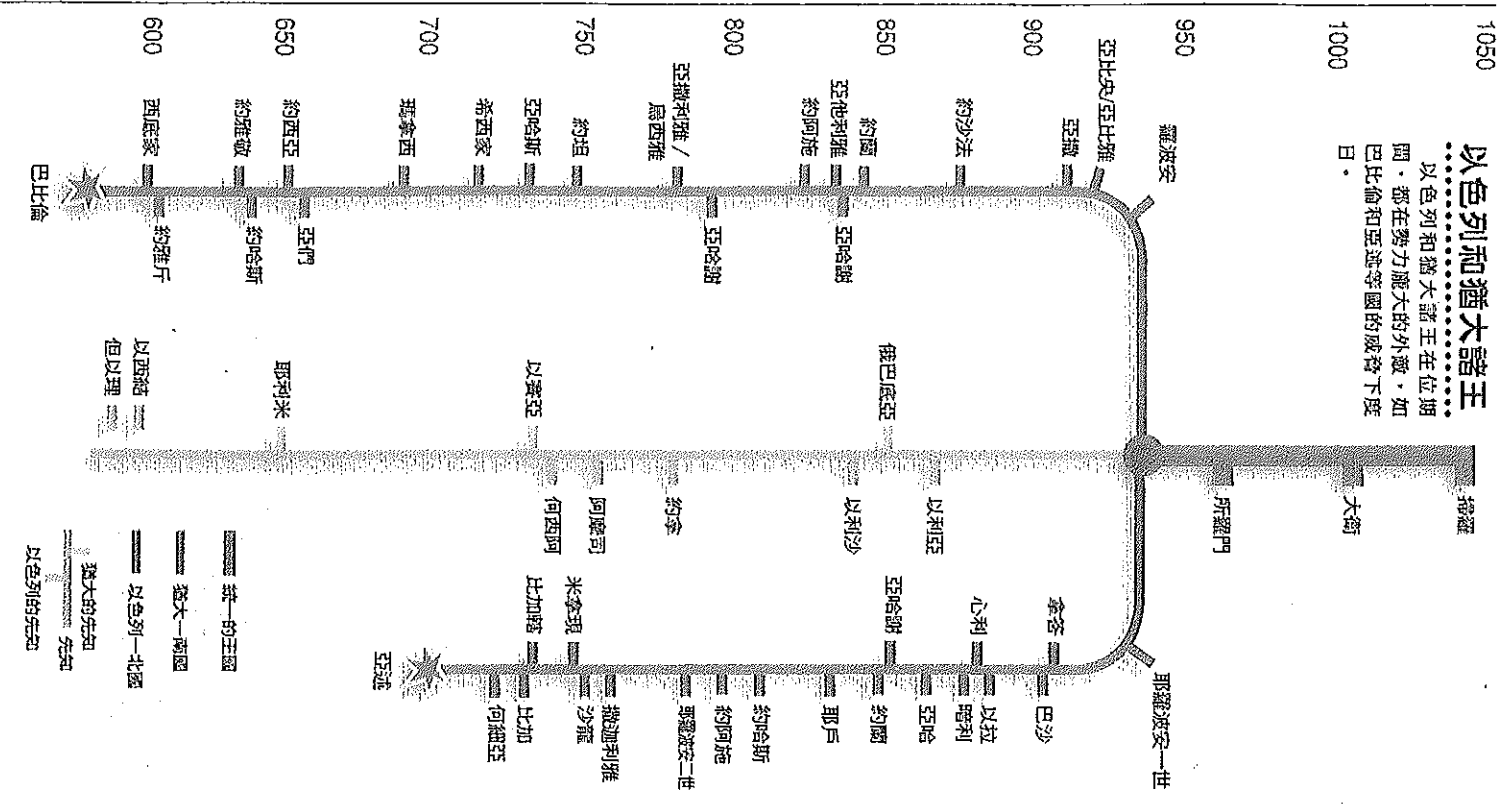 以色列和猶大諸王
以色列和猶大諸王在位期
間，都在勢力龐大的外敵，如
巴比倫和亞述等國的威脅下度
日。
1050
1000
950
900
850
800
750
700
650
600
掃羅
大衛
所羅門
羅波安
亞比央/亞比雅
亞撒
約沙法
約蘭
亞他利雅
約阿施
亞撒利雅/
烏西雅
約坦
亞哈斯
希西家
瑪拿西
約西亞
約雅敬
西底家
亞哈謝
亞哈謝
亞們
約哈斯
約雅斤
巴比倫
俄巴底亞
以賽亞
耶利米
以西結
但以理
以利亞
以利沙
約拿
阿摩司
何西阿
耶羅波安一世
拿答
心利
亞哈謝
米拿現
比加轄
巴沙
以拉
暗利
亞哈
約蘭
耶戶
約哈斯
約阿施
耶羅波安二世
撒迦利雅
沙龍
比加
何細亞
亞述
統一的王國
猶大—南國
以色列—北國
猶大的先知
先知
以色列的先知